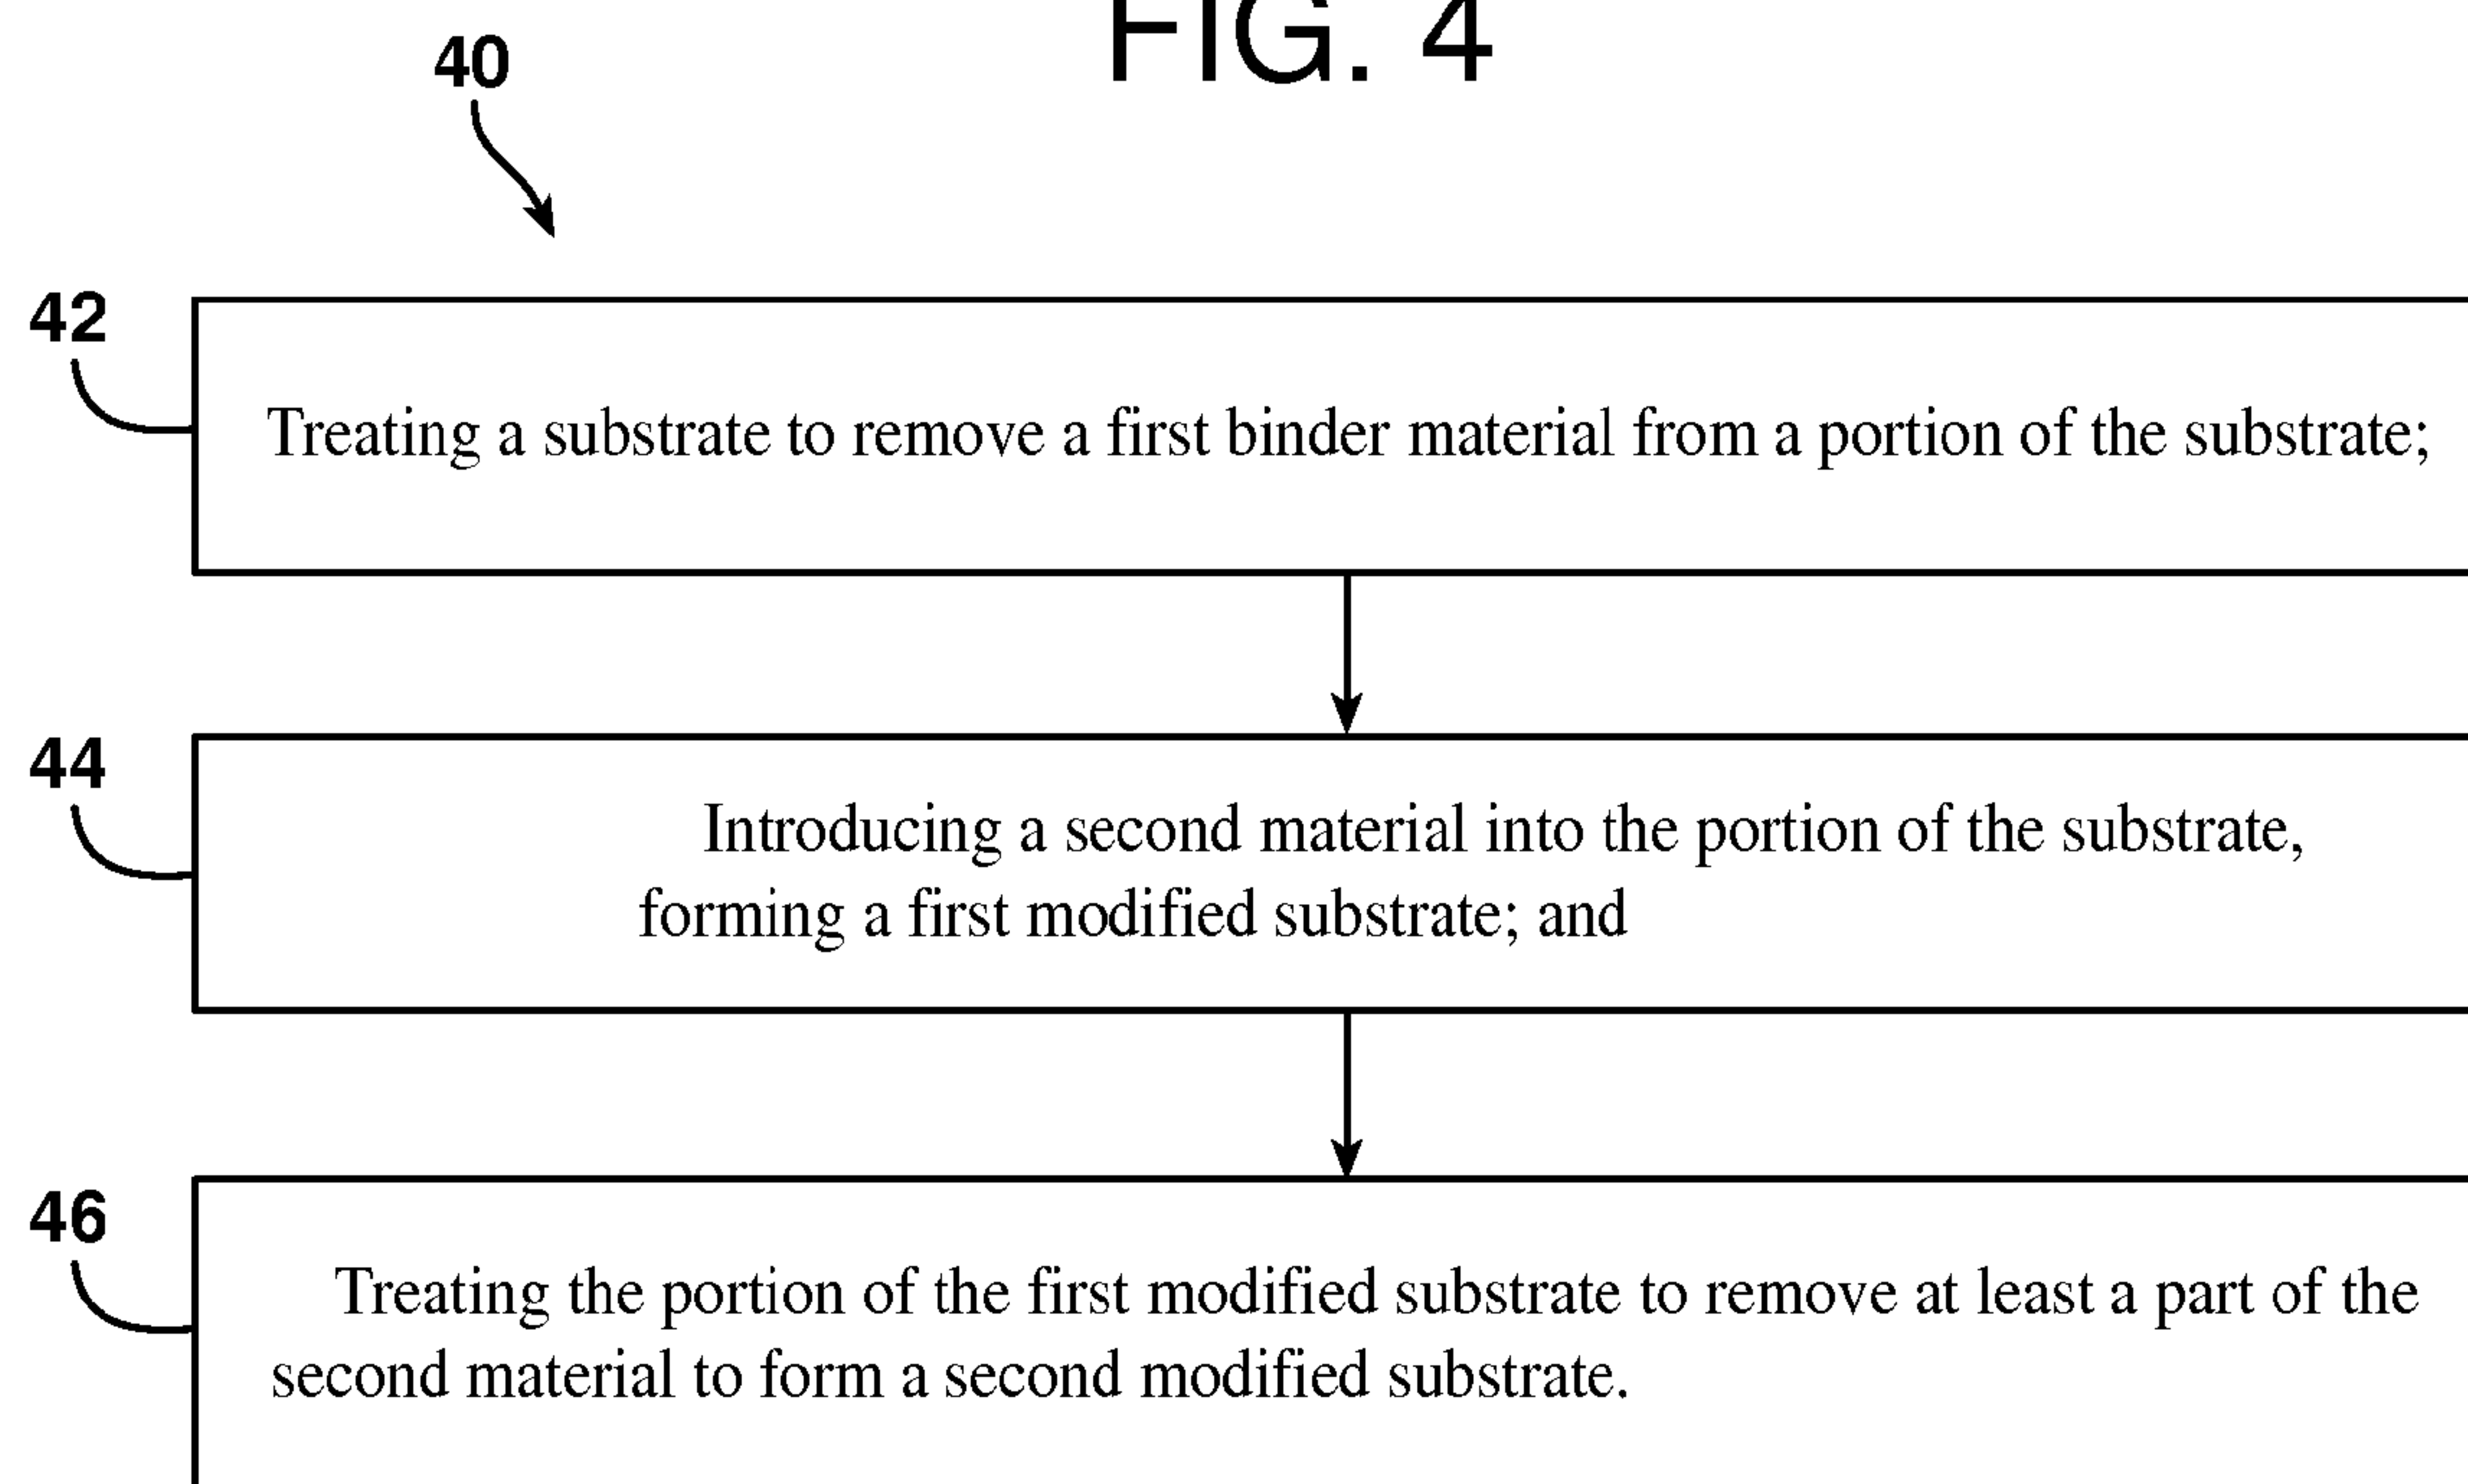 FIG. 4
40
42
Treating a substrate to remove a first binder material from a portion of the substrate;
44
Introducing a second material into the portion of the substrate,
forming a first modified substrate; and
46
Treating the portion of the first modified substrate to remove at least a part of the
second material to form a second modified substrate.